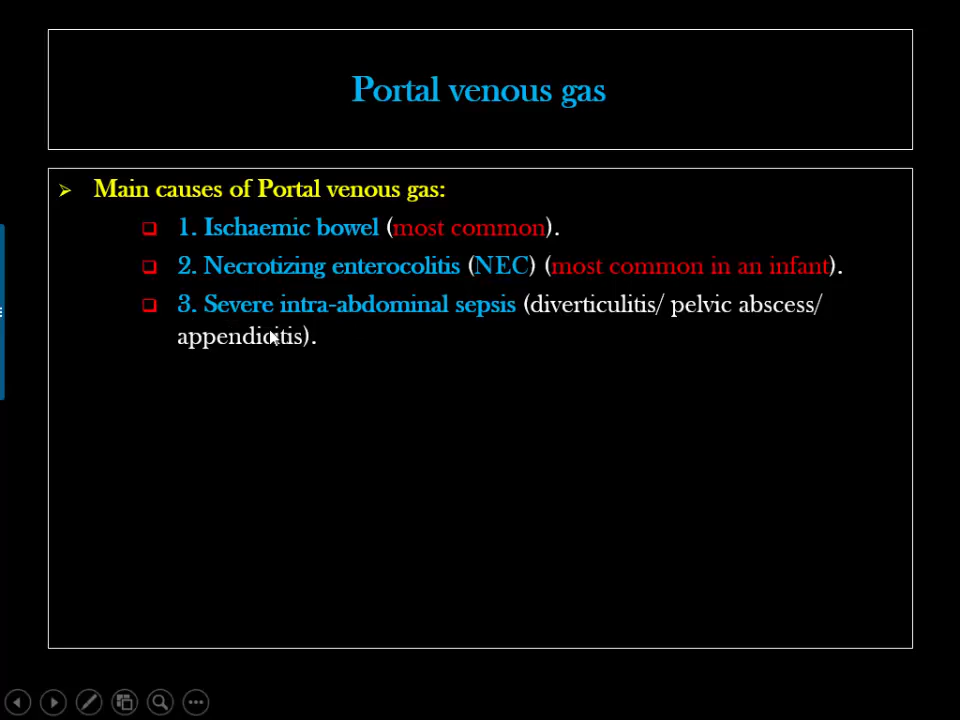 Portal venous gas
Main causes of Portal venous gas:
1. Ischaemic bowel (most common).
2. Necrotizing enterocolitis (NEC) (most common in an infant).
3. Severe intra-abdominal sepsis (diverticulitis/ pelvic abscess/
appendicitis).